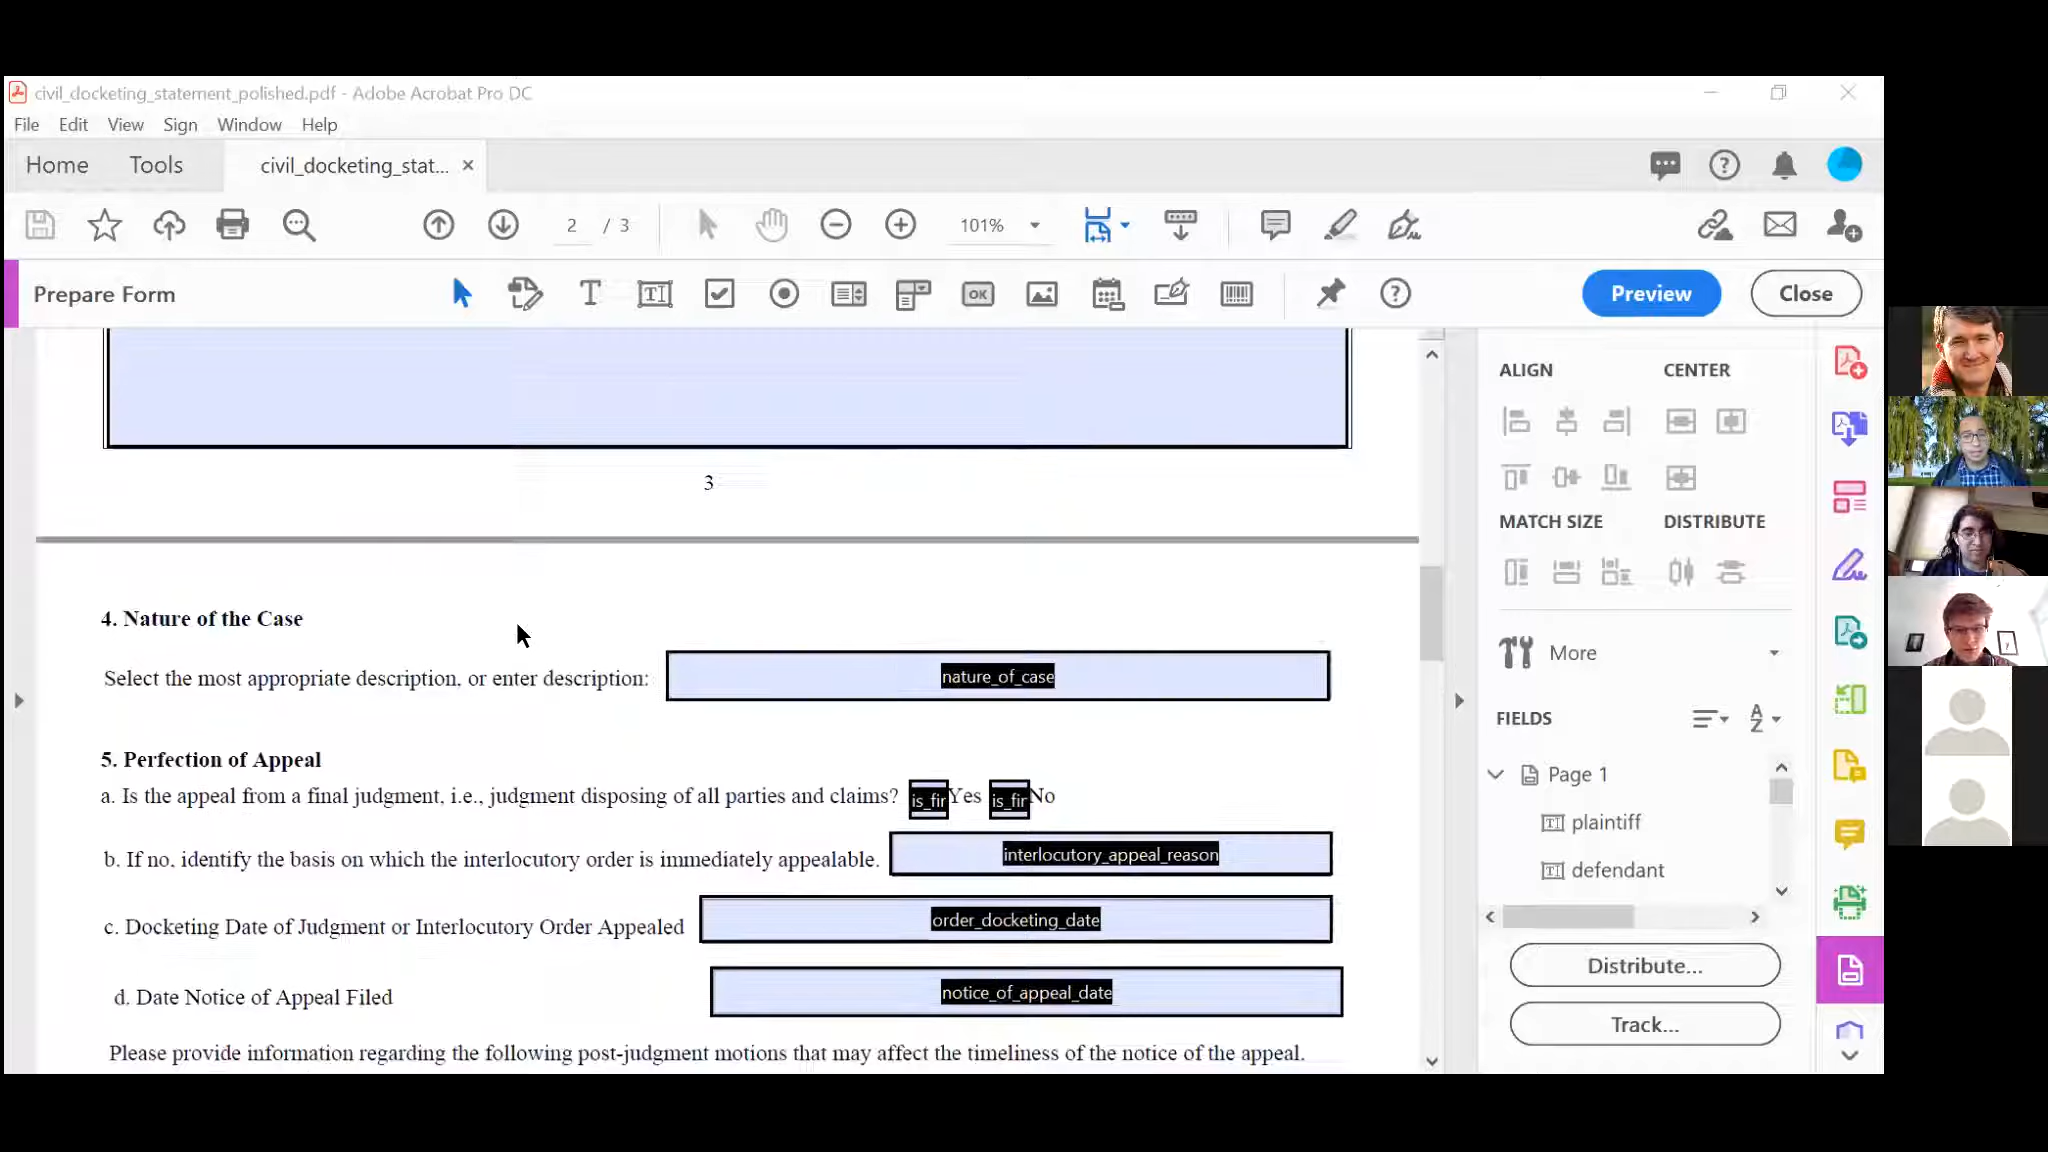 civil_docketing_statement_polished.pdf - Adobe Acrobat Pro DC
File Edit View Sign Window Help
Home Tools civil_docketing_stat...
2 / 3 101%
Prepare Form OK Preview Close
3
4. Nature of the Case
Select the most appropriate description, or enter description: nature_of_case
5. Perfection of Appeal
a. Is the appeal from a final judgment, i.e., judgment disposing of all parties and claims? is_fir Yes is_fir No
b. If no, identify the basis on which the interlocutory order is immediately appealable. interlocutory_appeal_reason
c. Docketing Date of Judgment or Interlocutory Order Appealed order_docketing_date
d. Date Notice of Appeal Filed notice_of_appeal_date
Please provide information regarding the following post-judgment motions that may affect the timeliness of the notice of the appeal.
ALIGN CENTER
MATCH SIZE DISTRIBUTE
More
FIELDS
Page 1
plaintiff
defendant
Distribute...
Track...